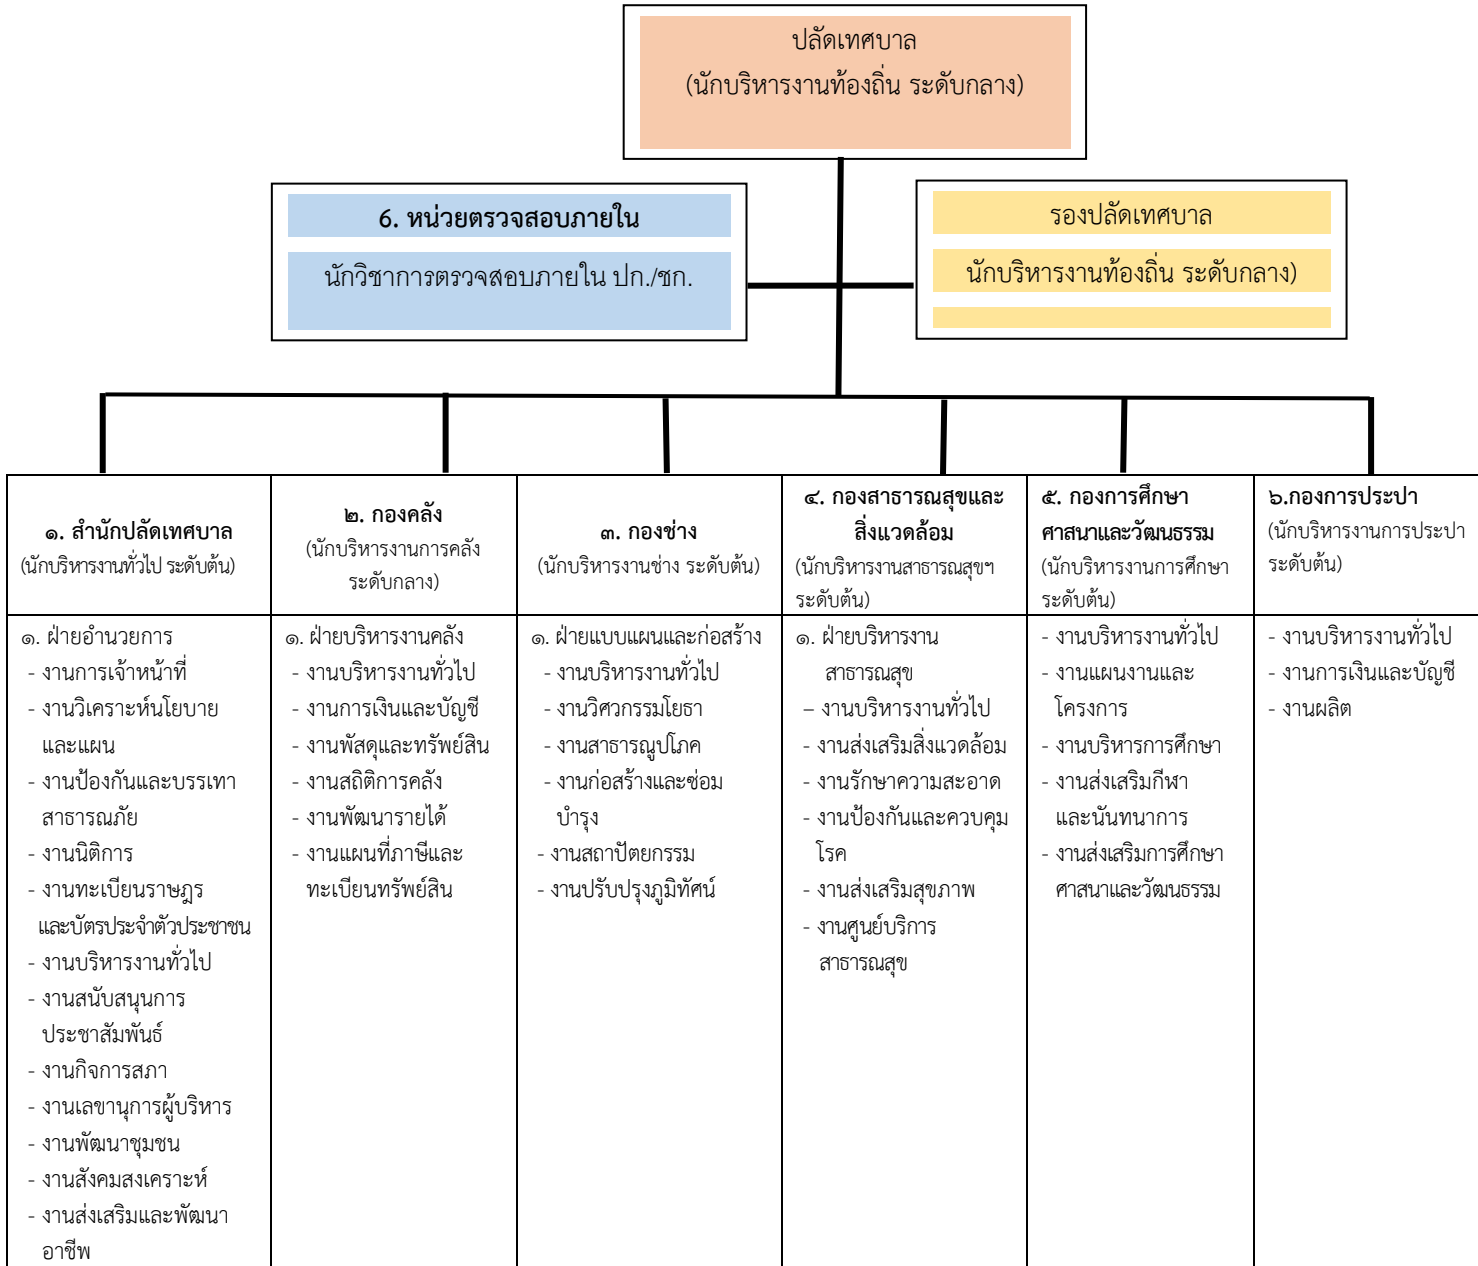 ปลัดเทศบาล
(นักบริหารงานท้องถิ่น ระดับกลาง)
6. หน่วยตรวจสอบภายใน
นักวิชาการตรวจสอบภายใน ปก./ชก.
รองปลัดเทศบาล
นักบริหารงานท้องถิ่น ระดับกลาง)
๑. สำนักปลัดเทศบาล
(นักบริหารงานทั่วไป ระดับต้น)
๒. กองคลัง
(นักบริหารงานการคลัง
ระดับกลาง)
๓. กองช่าง
(นักบริหารงานช่าง ระดับต้น)
๔. กองสาธารณสุขและ
สิ่งแวดล้อม
(นักบริหารงานสาธารณสุขฯ
ระดับต้น)
๕. กองการศึกษา
ศาสนาและวัฒนธรรม
(นักบริหารงานการศึกษา
ระดับต้น)
๖.กองการประปา
(นักบริหารงานการประปา
ระดับต้น)
๑. ฝ่ายอำนวยการ
- งานการเจ้าหน้าที่
- งานวิเคราะห์นโยบาย
และแผน
- งานป้องกันและบรรเทา
สาธารณภัย
- งานนิติการ
- งานทะเบียนราษฎร
และบัตรประจำตัวประชาชน
- งานบริหารงานทั่วไป
- งานสนับสนุนการ
ประชาสัมพันธ์
- งานกิจการสภา
- งานเลขานุการผู้บริหาร
- งานพัฒนาชุมชน
- งานสังคมสงเคราะห์
- งานส่งเสริมและพัฒนา
อาชีพ
๑. ฝ่ายบริหารงานคลัง
- งานบริหารงานทั่วไป
- งานการเงินและบัญชี
- งานพัสดุและทรัพย์สิน
- งานสถิติการคลัง
- งานพัฒนารายได้
- งานแผนที่ภาษีและ
ทะเบียนทรัพย์สิน
๑. ฝ่ายแบบแผนและก่อสร้าง
- งานบริหารงานทั่วไป
- งานวิศวกรรมโยธา
- งานสาธารณูปโภค
- งานก่อสร้างและซ่อม
บำรุง
- งานสถาปัตยกรรม
- งานปรับปรุงภูมิทัศน์
๑. ฝ่ายบริหารงาน
สาธารณสุข
– งานบริหารงานทั่วไป
- งานส่งเสริมสิ่งแวดล้อม
- งานรักษาความสะอาด
- งานป้องกันและควบคุม
โรค
- งานส่งเสริมสุขภาพ
- งานศูนย์บริการ
สาธารณสุข
- งานบริหารงานทั่วไป
- งานแผนงานและ
โครงการ
- งานบริหารการศึกษา
- งานส่งเสริมกีฬา
และนันทนาการ
- งานส่งเสริมการศึกษา
ศาสนาและวัฒนธรรม
- งานบริหารงานทั่วไป
- งานการเงินและบัญชี
- งานผลิต